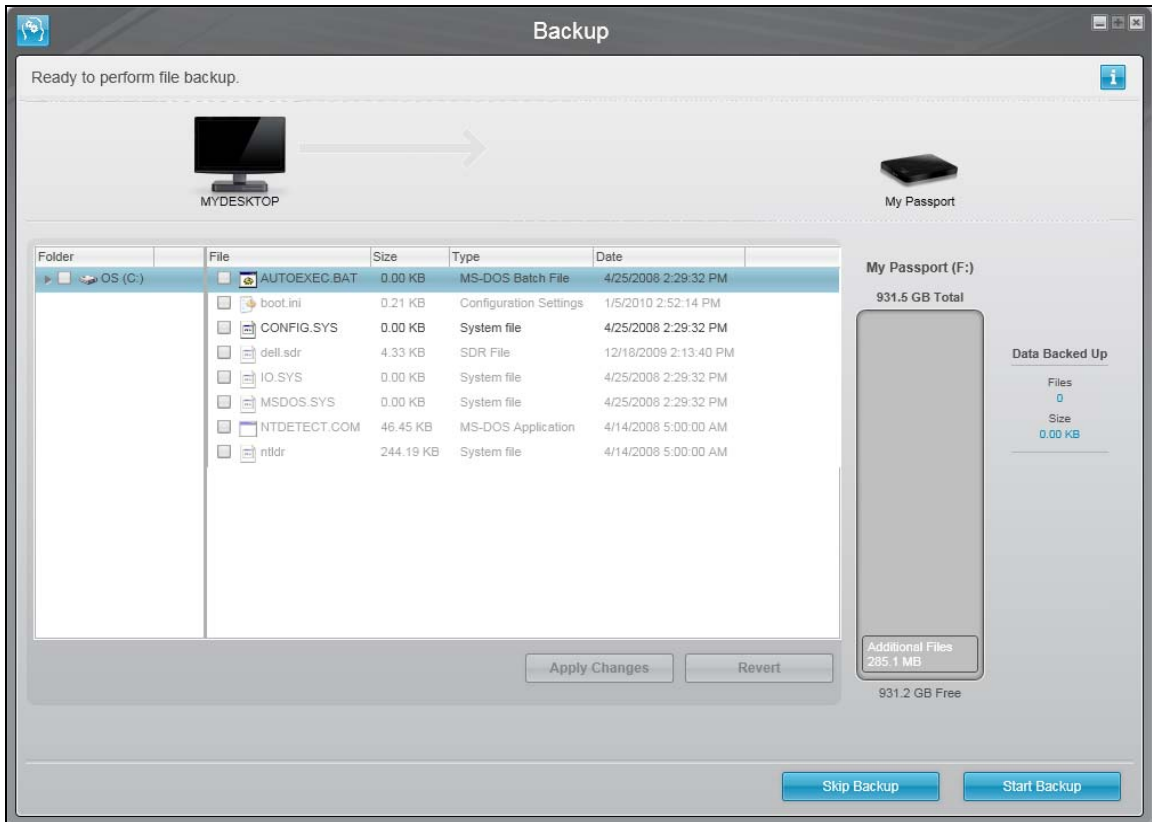 Backup
Ready to perform file backup.
MYDESKTOP
My Passport
Folder File Size Type Date
OS (C:) AUTOEXEC.BAT 0.00 KB MS-DOS Batch File 4/25/2008 2:29:32 PM
boot.ini 0.21 KB Configuration Settings 1/5/2010 2:52:14 PM
CONFIG.SYS 0.00 KB System file 4/25/2008 2:29:32 PM
dell.sdr 4.33 KB SDR File 12/18/2009 2:13:40 PM
IO.SYS 0.00 KB System file 4/25/2008 2:29:32 PM
MSDOS.SYS 0.00 KB System file 4/25/2008 2:29:32 PM
NTDETECT.COM 46.45 KB MS-DOS Application 4/14/2008 5:00:00 AM
ntldr 244.19 KB System file 4/14/2008 5:00:00 AM
Apply Changes Revert
My Passport (F:)
931.5 GB Total
Additional Files
285.1 MB
931.2 GB Free
Data Backed Up
Files
0
Size
0.00 KB
Skip Backup Start Backup